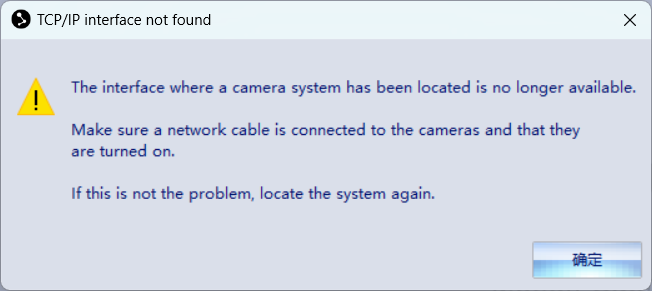 TCP/IP interface not found
The interface where a camera system has been located is no longer available.
Make sure a network cable is connected to the cameras and that they
are turned on.
If this is not the problem, locate the system again.
确定